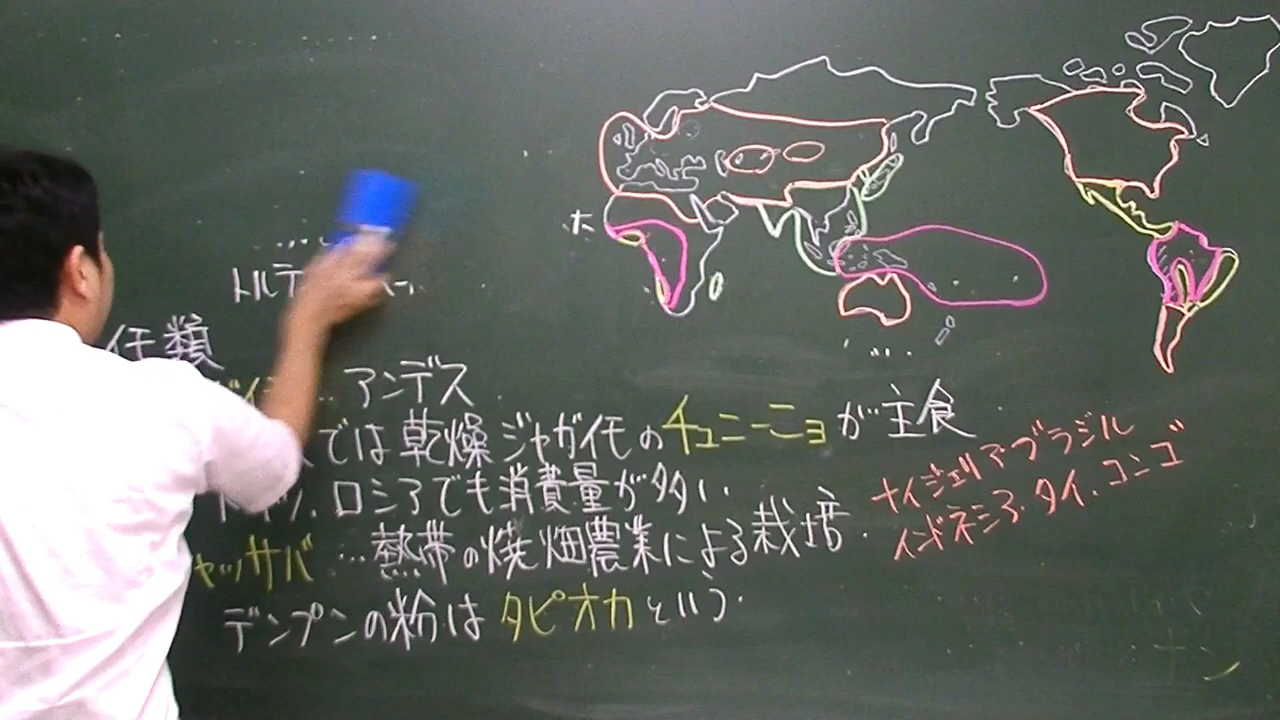 大
トルテ
芋類
アンデス
では乾燥ジャガイモのチューニョが主食
ドイツ、ロシアでも消費量が多い.
ャッサバ…熱帯の焼畑農業による栽培.
ナイジェリア・ブラジル
インドネシア・タイ・コンゴ
デンプンの粉はタピオカという.